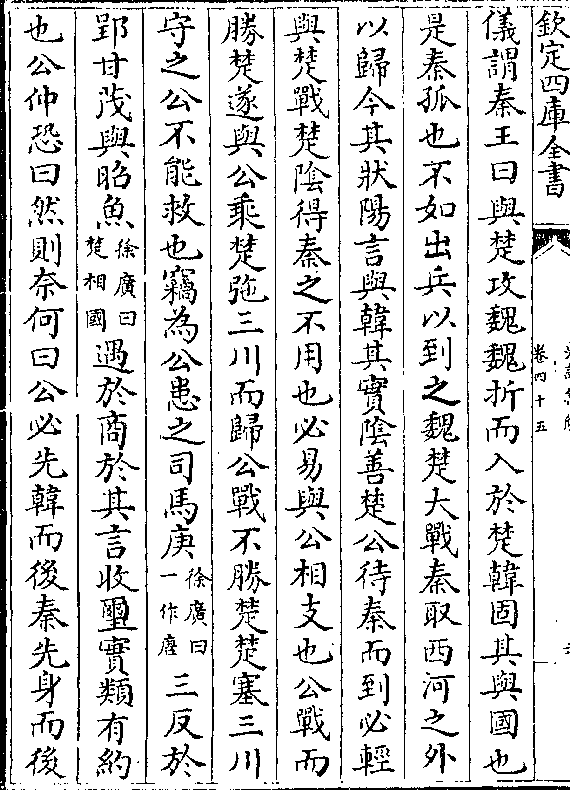 欽定四庫全書
卷四十五
儀謂秦王曰與楚攻魏魏折而入於楚韓固其與國也
是秦孤也不如出兵以到之魏楚大戰秦取西河之外
以歸今其狀陽言與韓其實陰善楚公待秦而到必輕
與楚戰楚陰得秦之不用也必易與公相支也公戰而
勝楚遂與公乘楚弛三川而歸公戰不勝楚楚塞三川
守之公不能救也竊為公患之司馬庚徐廣曰一作唐三反於
郢甘茂與昭魚徐廣曰楚相國遇於商於其言收璽實類有約
也公仲恐曰然則奈何曰公必先韓而後秦先身而後